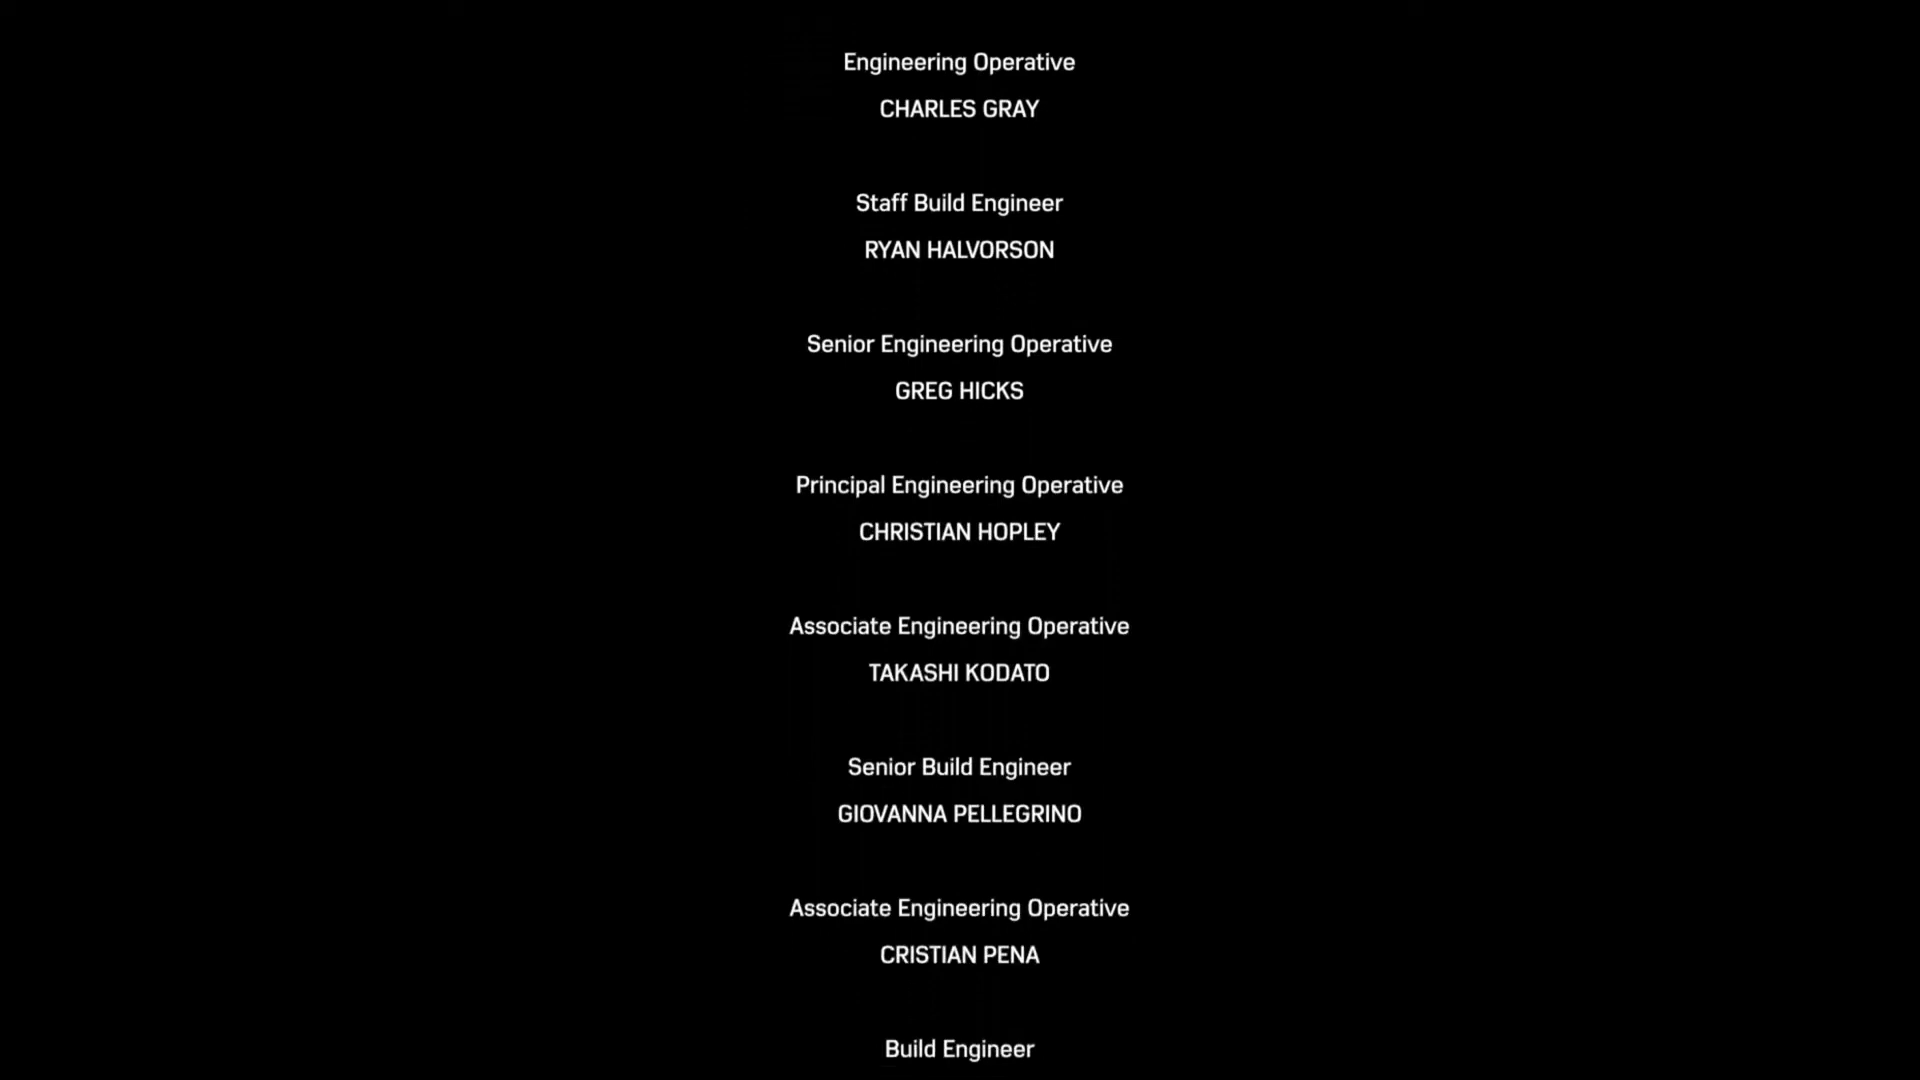 Engineering Operative
CHARLES GRAY
Staff Build Engineer
RYAN HALVORSON
Senior Engineering Operative
GREG HICKS
Principal Engineering Operative
CHRISTIAN HOPLEY
Associate Engineering Operative
TAKASHI KODATO
Senior Build Engineer
GIOVANNA PELLEGRINO
Associate Engineering Operative
CRISTIAN PENA
Build Engineer